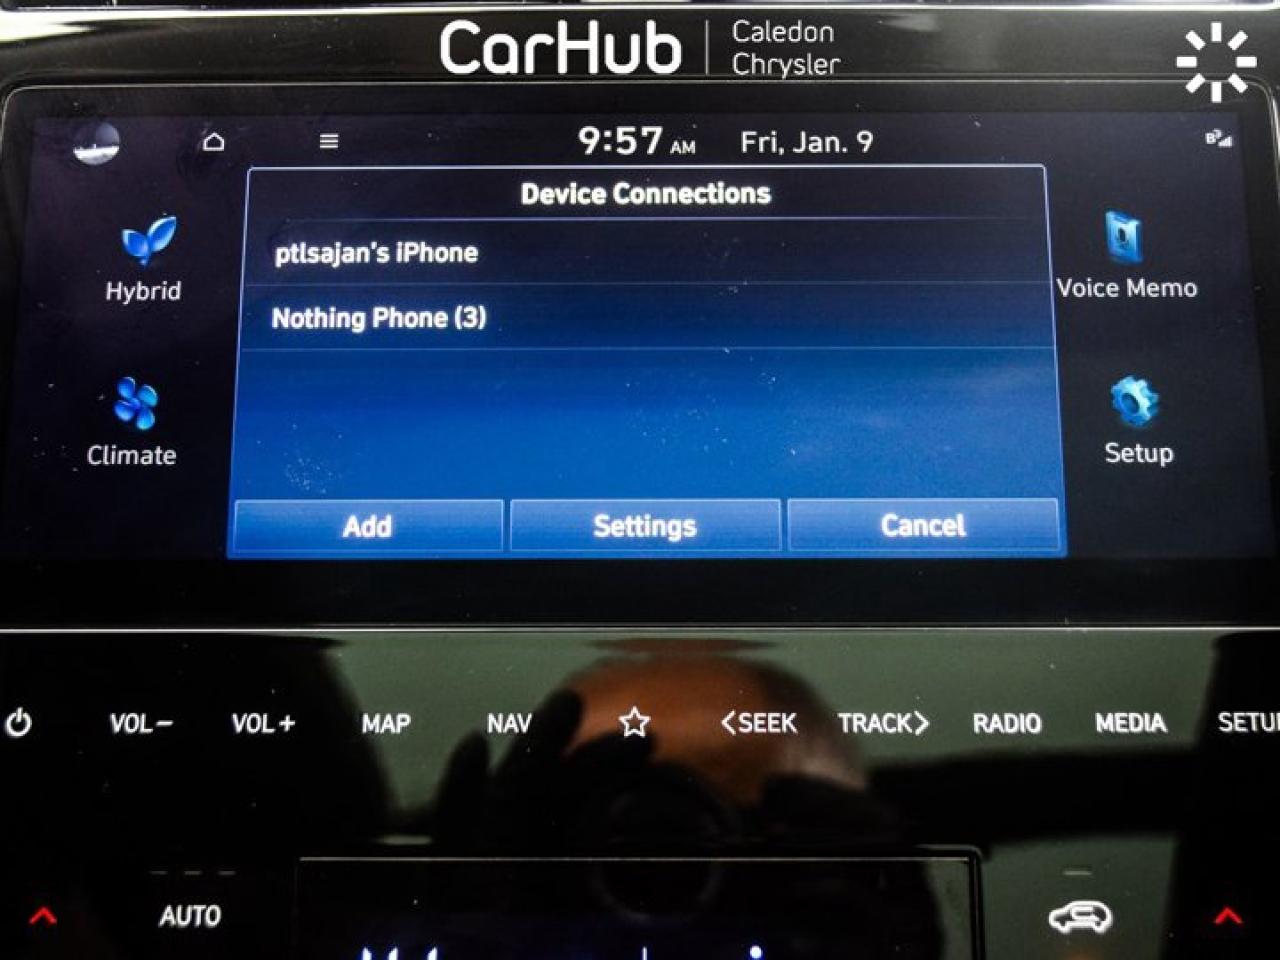 CarHub
Caledon
Chrysler
9:57 AM Fri, Jan. 9
Device Connections
ptlsajan's iPhone
Nothing Phone (3)
Hybrid
Voice Memo
Climate
Setup
Add Settings Cancel
VOL− VOL+ MAP NAV <SEEK TRACK> RADIO MEDIA SETU
AUTO